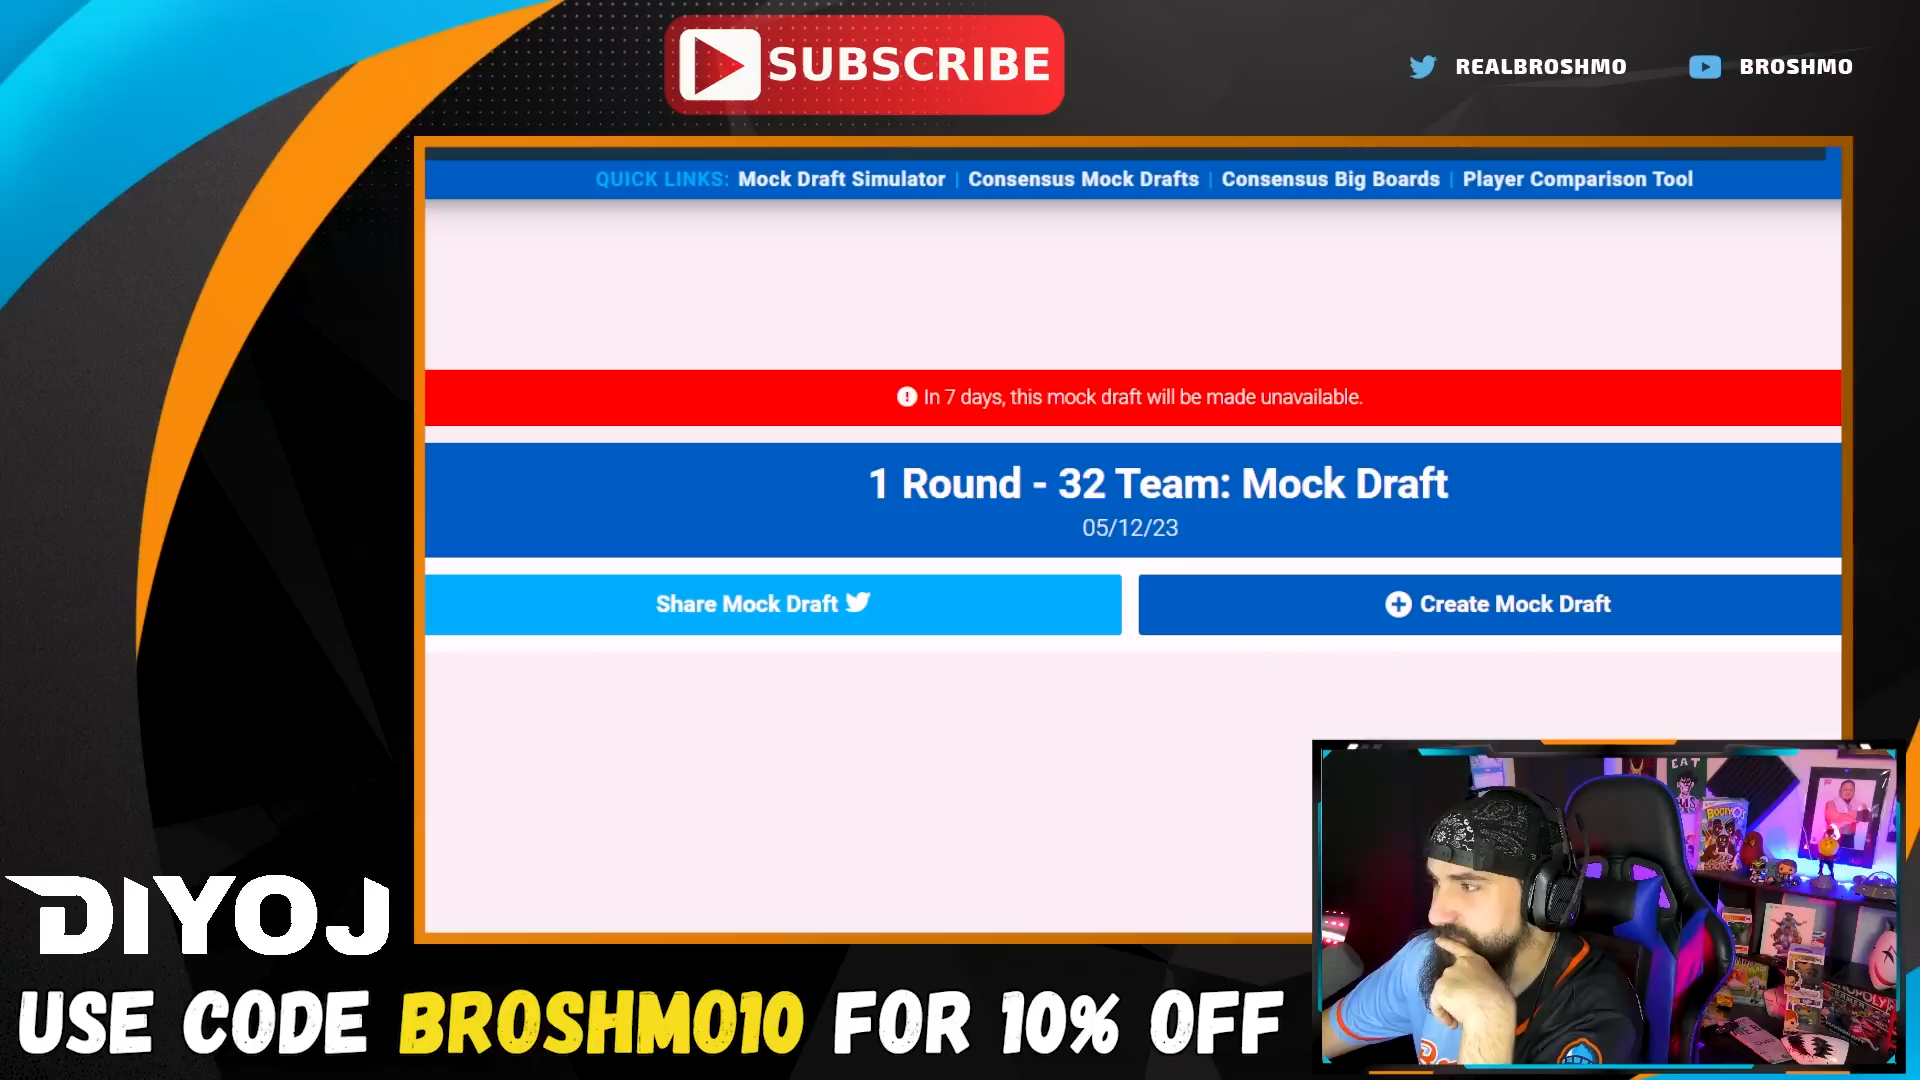 SUBSCRIBE
REALBROSHMO
BROSHMO
QUICK LINKS: Mock Draft Simulator | Consensus Mock Drafts | Consensus Big Boards | Player Comparison Tool
In 7 days, this mock draft will be made unavailable.
1 Round - 32 Team: Mock Draft
05/12/23
Share Mock Draft
Create Mock Draft
EAT
BOOTY
DIYOJ
USE CODE BROSHMO10 FOR 10% OFF